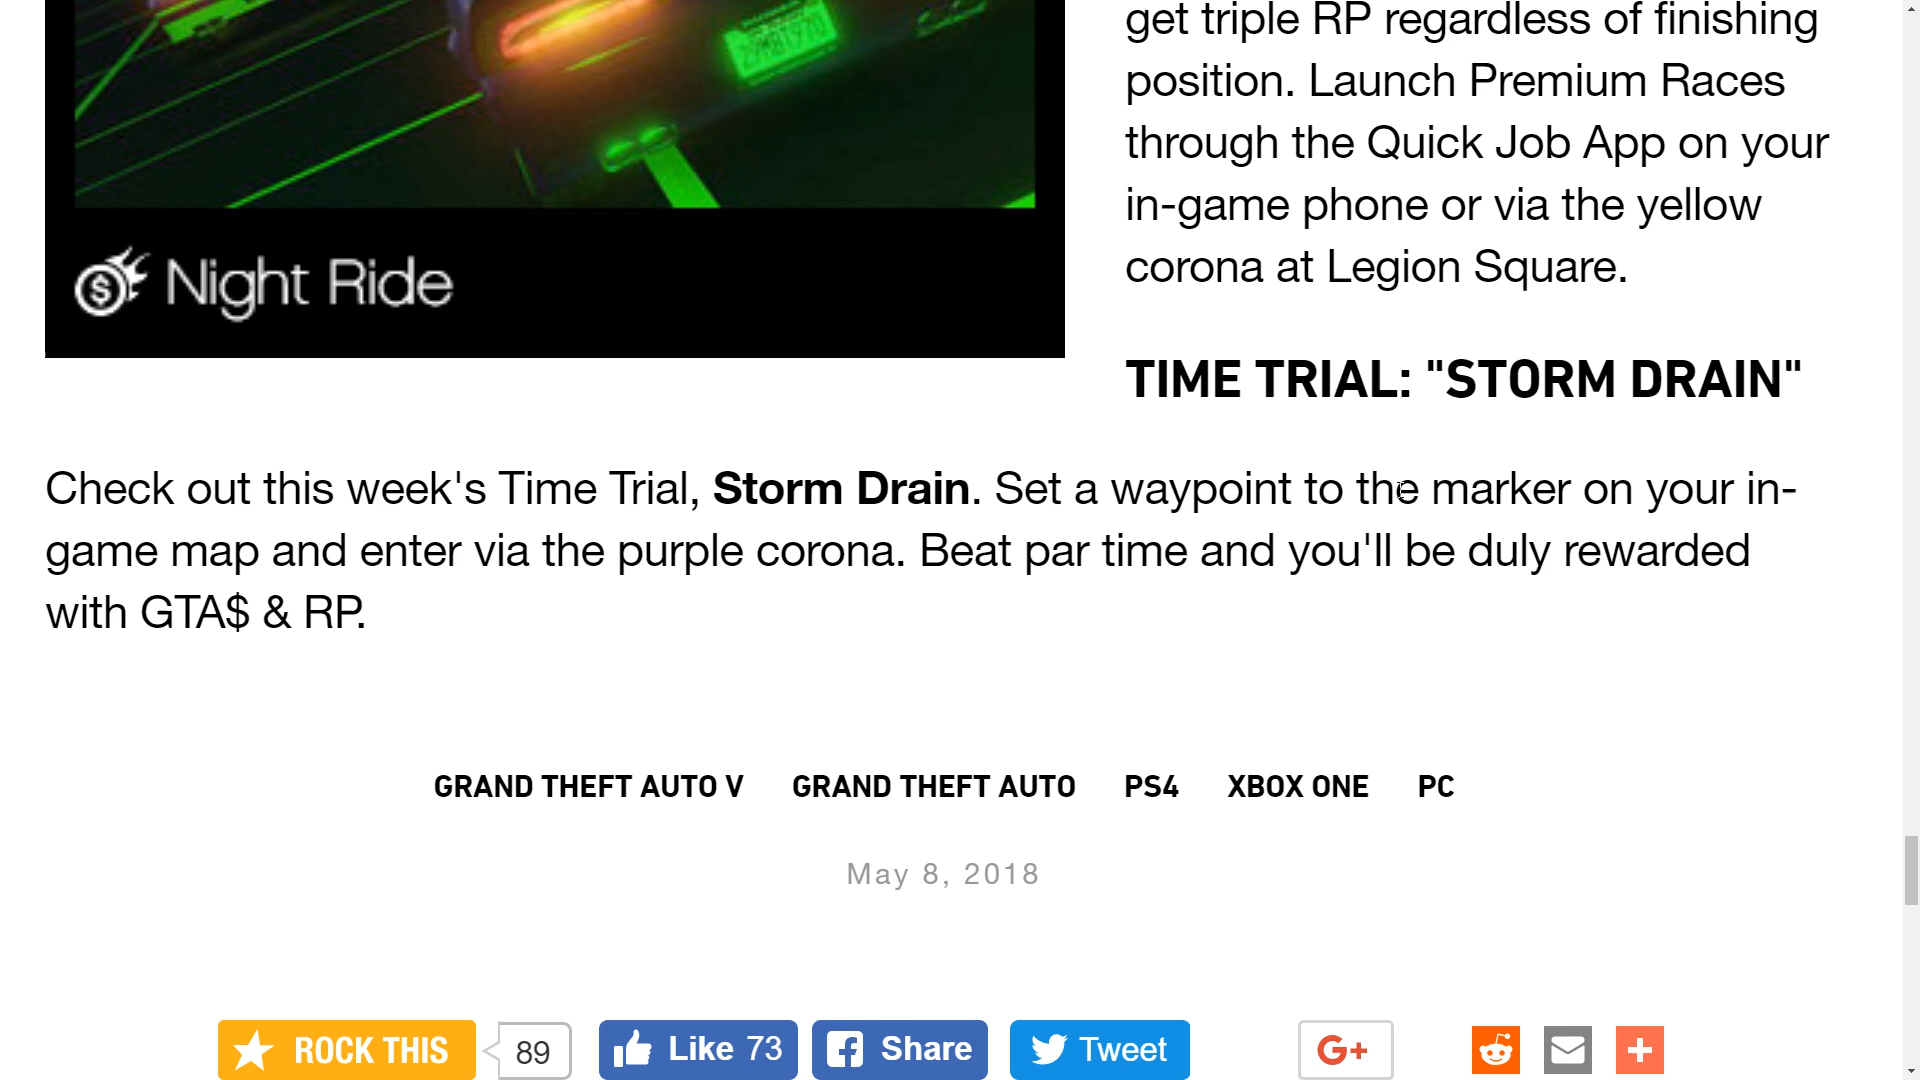 get triple RP regardless of finishing
position. Launch Premium Races
through the Quick Job App on your
in-game phone or via the yellow
corona at Legion Square.
Night Ride
TIME TRIAL: "STORM DRAIN"
Check out this week's Time Trial, Storm Drain. Set a waypoint to the marker on your in-
game map and enter via the purple corona. Beat par time and you'll be duly rewarded
with GTA$ & RP.
GRAND THEFT AUTO V GRAND THEFT AUTO PS4 XBOX ONE PC
May 8, 2018
ROCK THIS 89 Like 73 Share Tweet G+